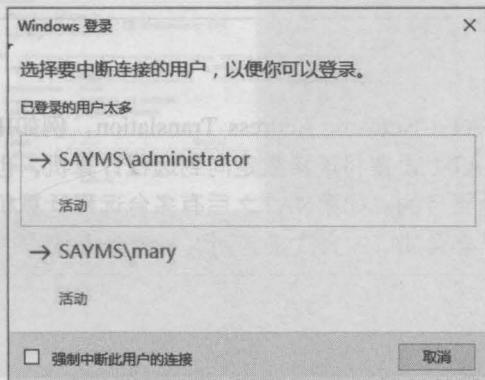 Windows 登录
选择要中断连接的用户，以便你可以登录。
已登录的用户太多
→ SAYMS\administrator
活动
→ SAYMS\mary
活动
强制中断此用户的连接
取消